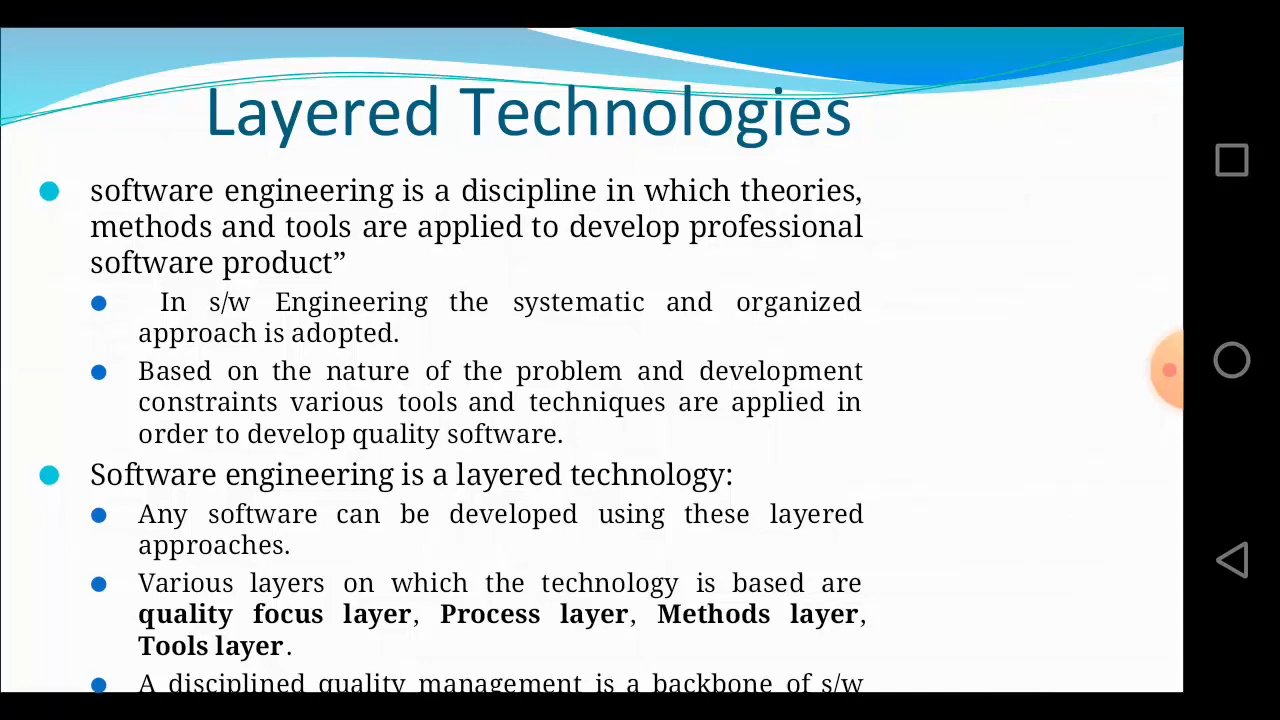 Layered Technologies
software engineering is a discipline in which theories,
methods and tools are applied to develop professional
software product”
In s/w Engineering the systematic and organized
approach is adopted.
Based on the nature of the problem and development
constraints various tools and techniques are applied in
order to develop quality software.
Software engineering is a layered technology:
Any software can be developed using these layered
approaches.
Various layers on which the technology is based are
quality focus layer, Process layer, Methods layer,
Tools layer.
A disciplined quality management is a backbone of s/w